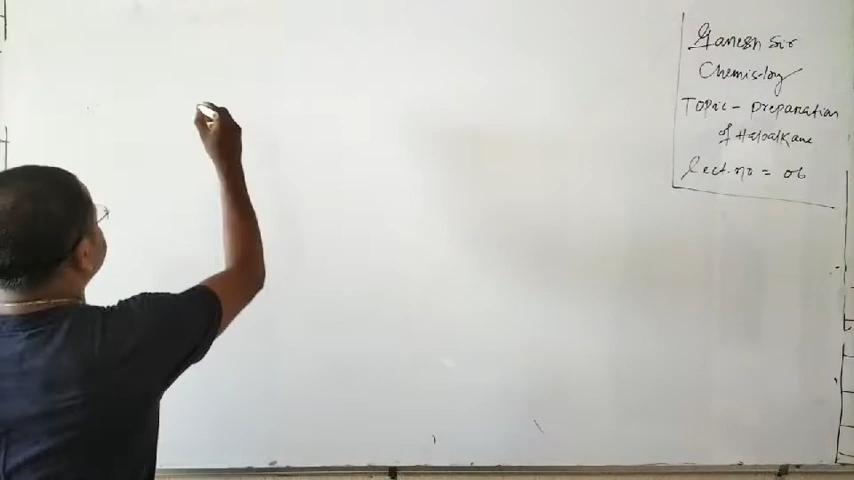 Ganesh Sir
Chemistry
Topic - preparation
of Haloalkane
Lect. no = 06